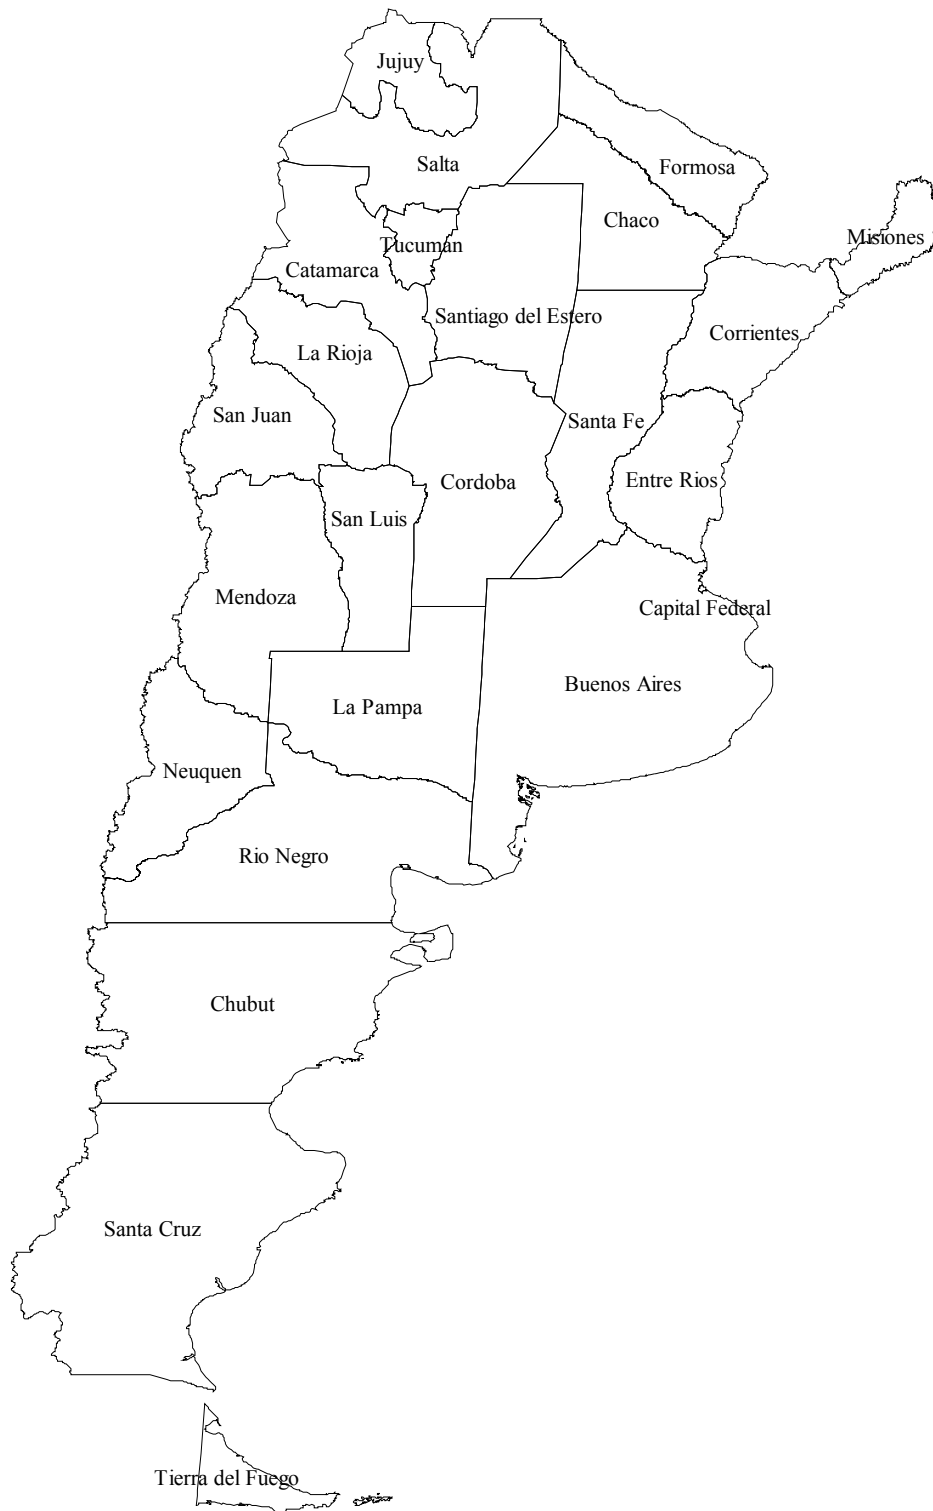 Jujuy
Salta
Formosa
Chaco
Misiones
Tucuman
Catamarca
Santiago del Estero
Corrientes
La Rioja
San Juan
Santa Fe
Cordoba
Entre Rios
San Luis
Mendoza
Capital Federal
Buenos Aires
La Pampa
Neuquen
Rio Negro
Chubut
Santa Cruz
Tierra del Fuego